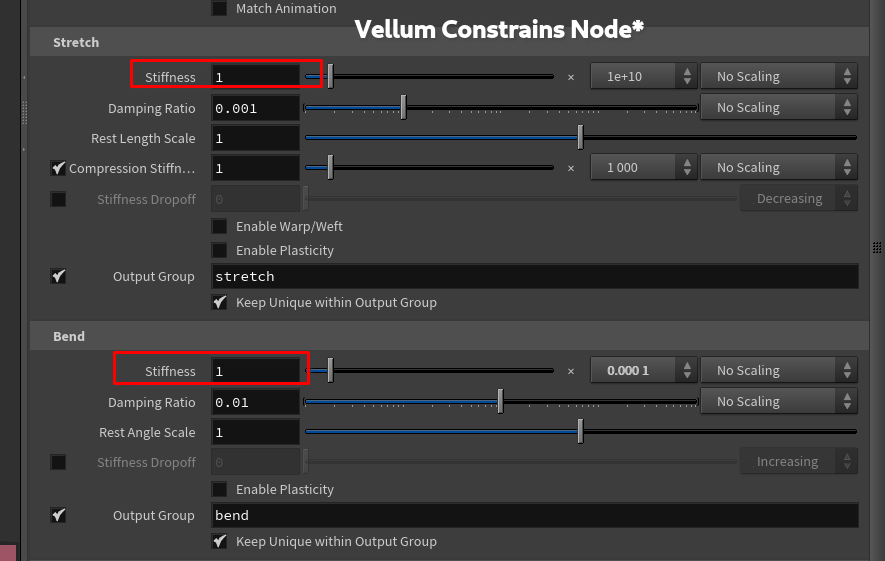 Match Animation
Vellum Constrains Node*
Stretch
Stiffness 1 × 1e+10 No Scaling
Damping Ratio 0.001 No Scaling
Rest Length Scale 1
Compression Stiffn... 1 × 1 000 No Scaling
Stiffness Dropoff 0 Decreasing
Enable Warp/Weft
Enable Plasticity
Output Group stretch
Keep Unique within Output Group
Bend
Stiffness 1 × 0.000 1 No Scaling
Damping Ratio 0.01 No Scaling
Rest Angle Scale 1
Stiffness Dropoff 0 Increasing
Enable Plasticity
Output Group bend
Keep Unique within Output Group